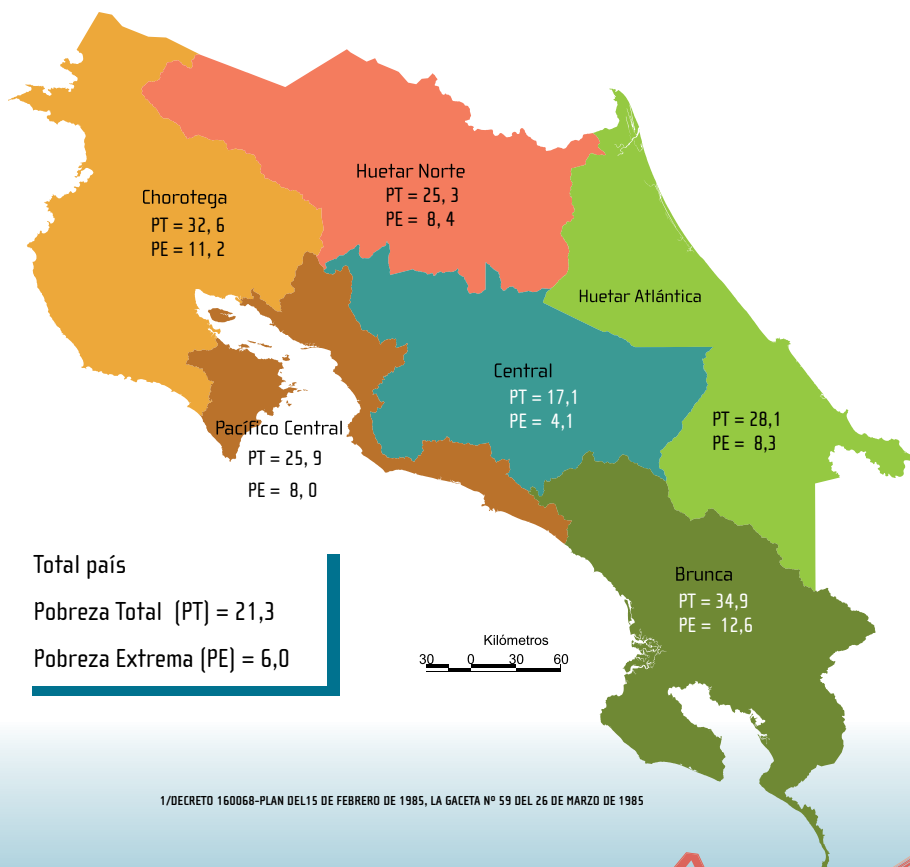 Huetar Norte
PT = 25, 3
PE = 8, 4
Chorotega
PT = 32, 6
PE = 11, 2
Huetar Atlántica
Central
PT = 17,1
PE = 4,1
PT = 28,1
PE = 8,3
Pacífico Central
PT = 25, 9
PE = 8, 0
Total país
Pobreza Total (PT) = 21,3
Pobreza Extrema (PE) = 6,0
Brunca
PT = 34,9
PE = 12,6
Kilómetros
30 0 30 60
1/DECRETO 160068-PLAN DEL15 DE FEBRERO DE 1985, LA GACETA Nº 59 DEL 26 DE MARZO DE 1985